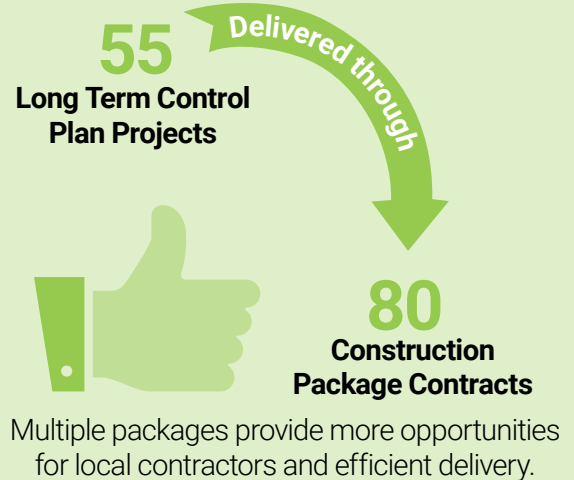 55
Long Term Control
Plan Projects
Delivered through
80
Construction
Package Contracts
Multiple packages provide more opportunities
for local contractors and efficient delivery.